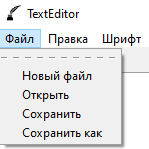 TextEditor
Файл Правка Шрифт
Новый файл
Открыть
Сохранить
Сохранить как